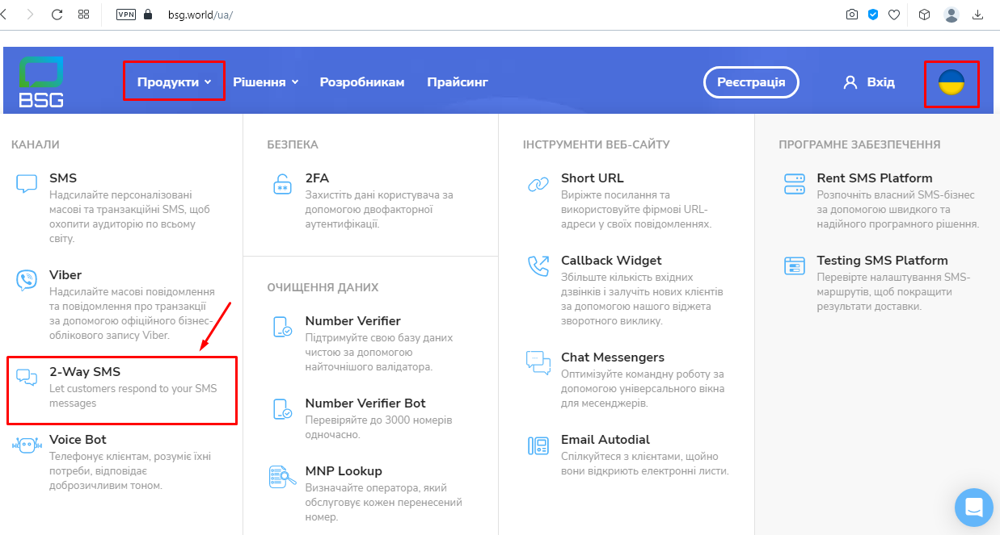 VPN
bsg.world/ua/
BSG
Продукти
Рішення
Розробникам
Прайсинг
Реєстрація
Вхід
КАНАЛИ
SMS
Надсилайте персоналізовані
масові та транзакційні SMS, щоб
охопити аудиторію по всьому
світу.
Viber
Надсилайте масові повідомлення
та повідомлення про транзакції
за допомогою офіційного бізнес-
облікового запису Viber.
2-Way SMS
Let customers respond to your SMS
messages
Voice Bot
Телефонує клієнтам, розуміє їхні
потреби, відповідає
доброзичливим тоном.
БЕЗПЕКА
2FA
Захистіть дані користувача за
допомогою двофакторної
аутентифікації.
ОЧИЩЕННЯ ДАНИХ
Number Verifier
Підтримуйте свою базу даних
чистою за допомогою
найточнішого валідатора.
Number Verifier Bot
Перевіряйте до 3000 номерів
одночасно.
MNP Lookup
Визначайте оператора, який
обслуговує кожен перенесений
номер.
ІНСТРУМЕНТИ ВЕБ-САЙТУ
Short URL
Виріжте посилання та
використовуйте фірмові URL-
адреси у своїх повідомленнях.
Callback Widget
Збільште кількість вхідних
дзвінків і залучіть нових клієнтів
за допомогою нашого віджета
зворотного виклику.
Chat Messengers
Оптимізуйте командну роботу за
допомогою універсального вікна
для месенджерів.
Email Autodial
Спілкуйтеся з клієнтами, щойно
вони відкриють електронні листи.
ПРОГРАМНЕ ЗАБЕЗПЕЧЕННЯ
Rent SMS Platform
Розпочніть власний SMS-бізнес
за допомогою швидкого та
надійного програмного рішення.
Testing SMS Platform
Перевірте налаштування SMS-
маршрутів, щоб покращити
результати доставки.